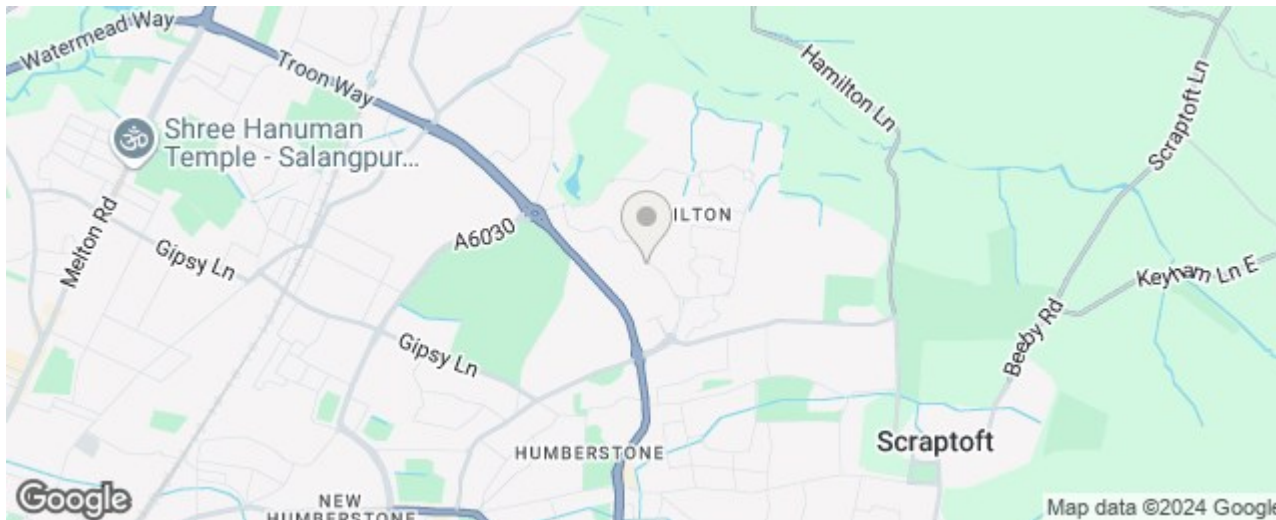 Watermead Way
Troon Way
Hamilton Ln
Scraptoft Ln
Shree Hanuman
Temple - Salangpur...
Melton Rd
ILTON
A6030
Gipsy Ln
Keyham Ln E
Gipsy Ln
Beeby Rd
Scraptoft
HUMBERSTONE
NEW
HUMBERSTONE
Google
Map data ©2024 Google